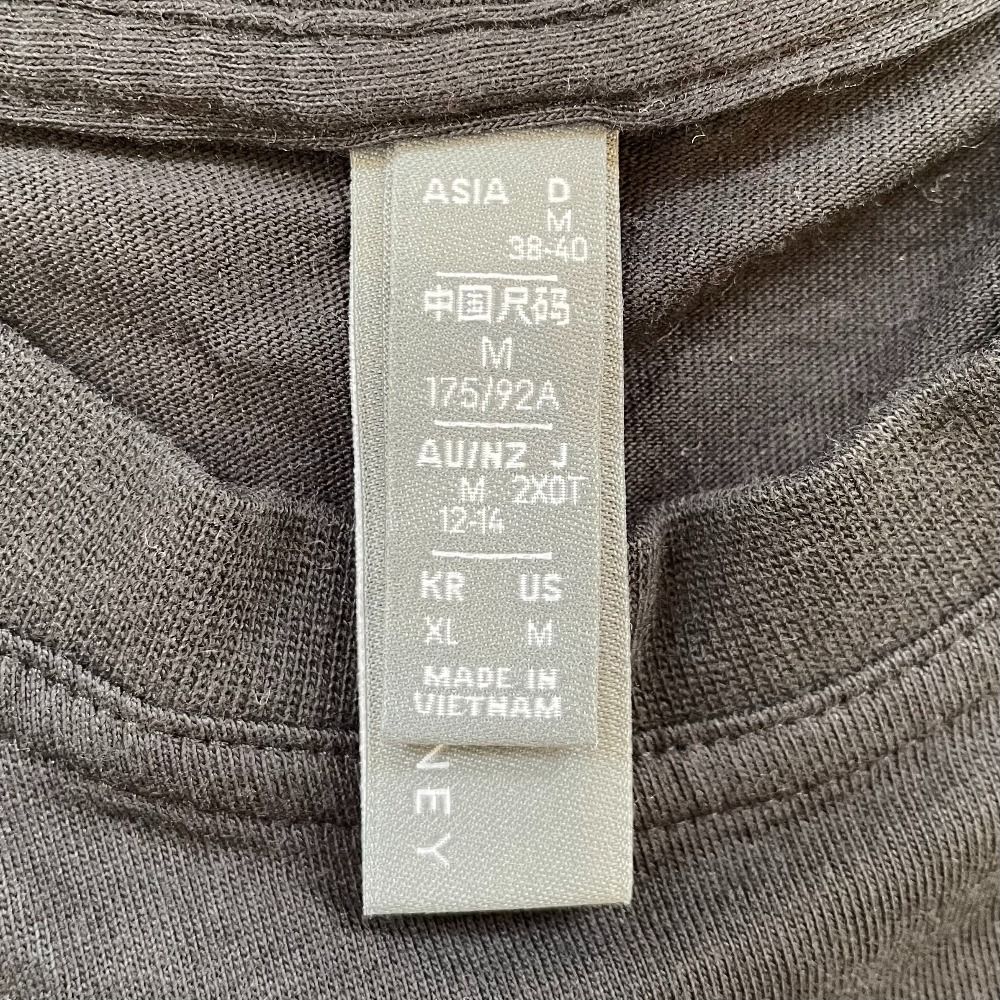 ASIA D
M
38-40
中国尺码
M
175/92A
AU/NZ J
M 2XOT
12-14
KR US
XL M
MADE IN
VIETNAM
NEY